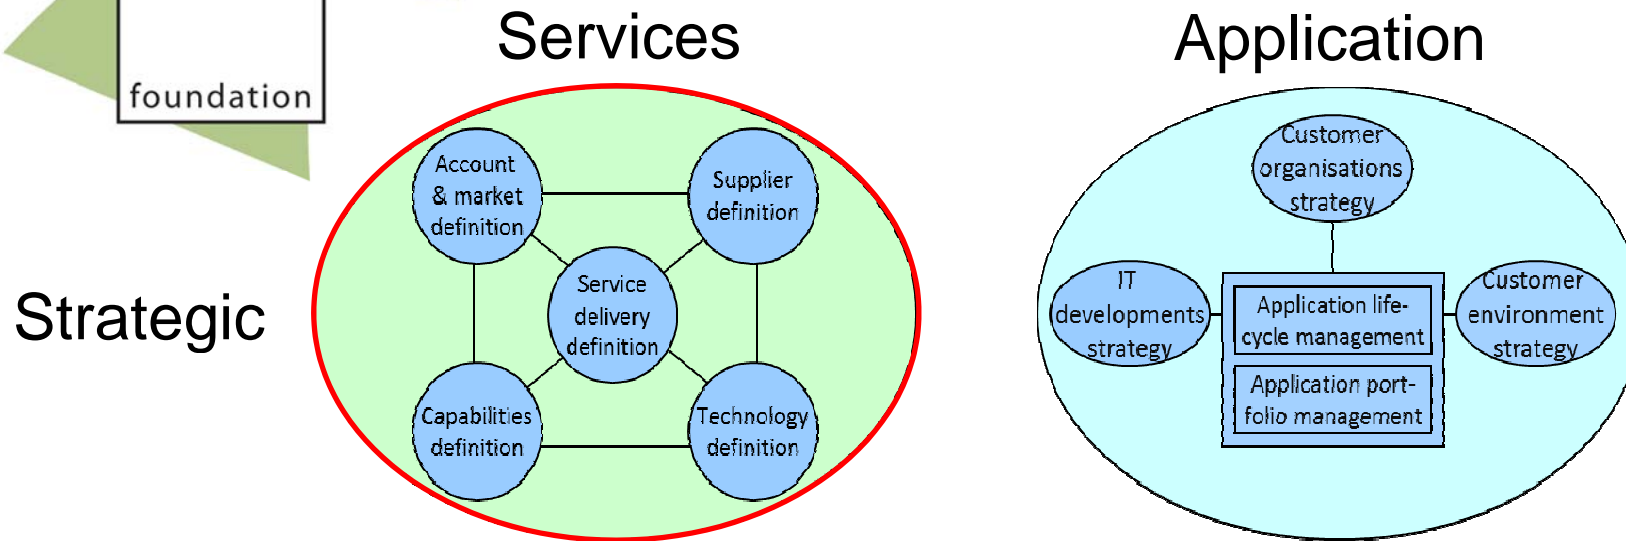 foundation
Services
Application
Strategic
Account
& market
definition
Supplier
definition
Service
delivery
definition
Capabilities
definition
Technology
definition
Customer
organisations
strategy
IT
developments
strategy
Application life-
cycle management
Application port-
folio management
Customer
environment
strategy